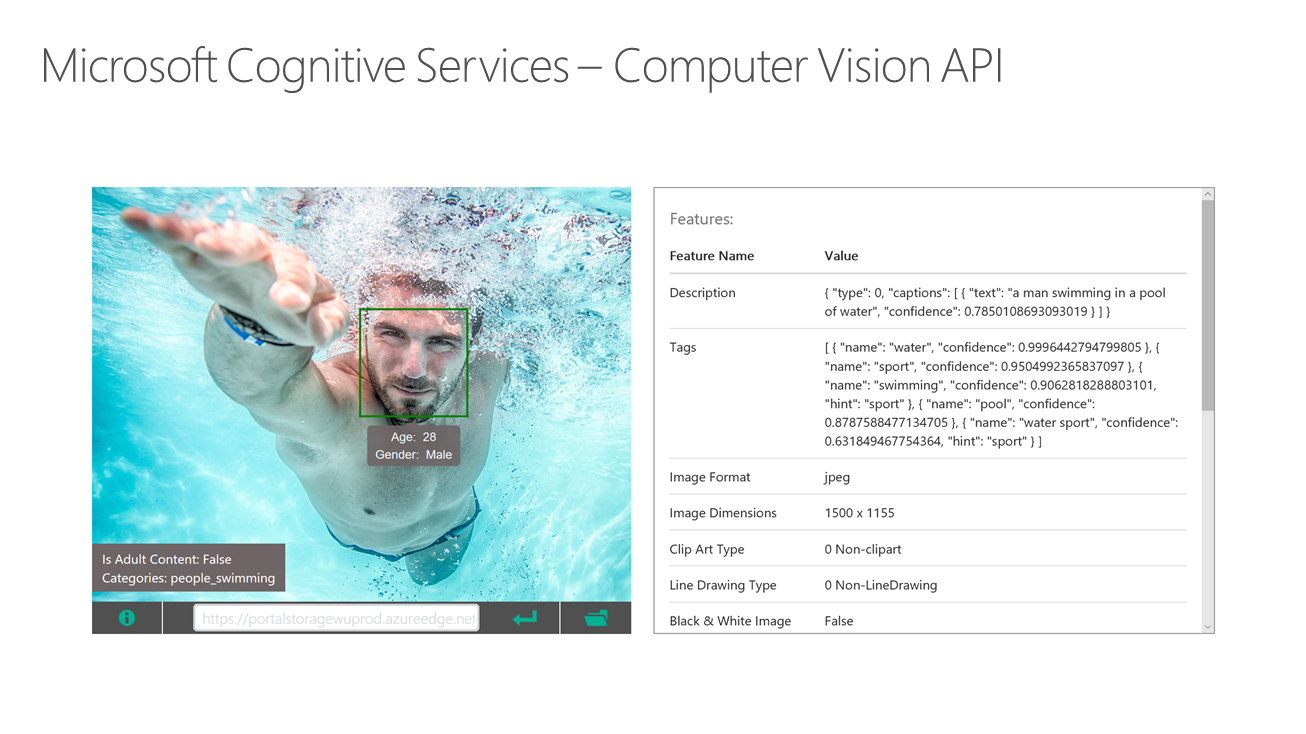 Microsoft Cognitive Services – Computer Vision API
Age: 28
Gender: Male
Is Adult Content: False
Categories: people_swimming
https://portalstoragewuprod.azureedge.net
Features:
Feature Name Value
Description { "type": 0, "captions": [ { "text": "a man swimming in a pool
of water", "confidence": 0.7850108693093019 } ] }
Tags [ { "name": "water", "confidence": 0.9996442794799805 }, {
"name": "sport", "confidence": 0.9504992365837097 }, {
"name": "swimming", "confidence": 0.9062818288803101,
"hint": "sport" }, { "name": "pool", "confidence":
0.8787588477134705 }, { "name": "water sport", "confidence":
0.631849467754364, "hint": "sport" } ]
Image Format jpeg
Image Dimensions 1500 x 1155
Clip Art Type 0 Non-clipart
Line Drawing Type 0 Non-LineDrawing
Black & White Image False